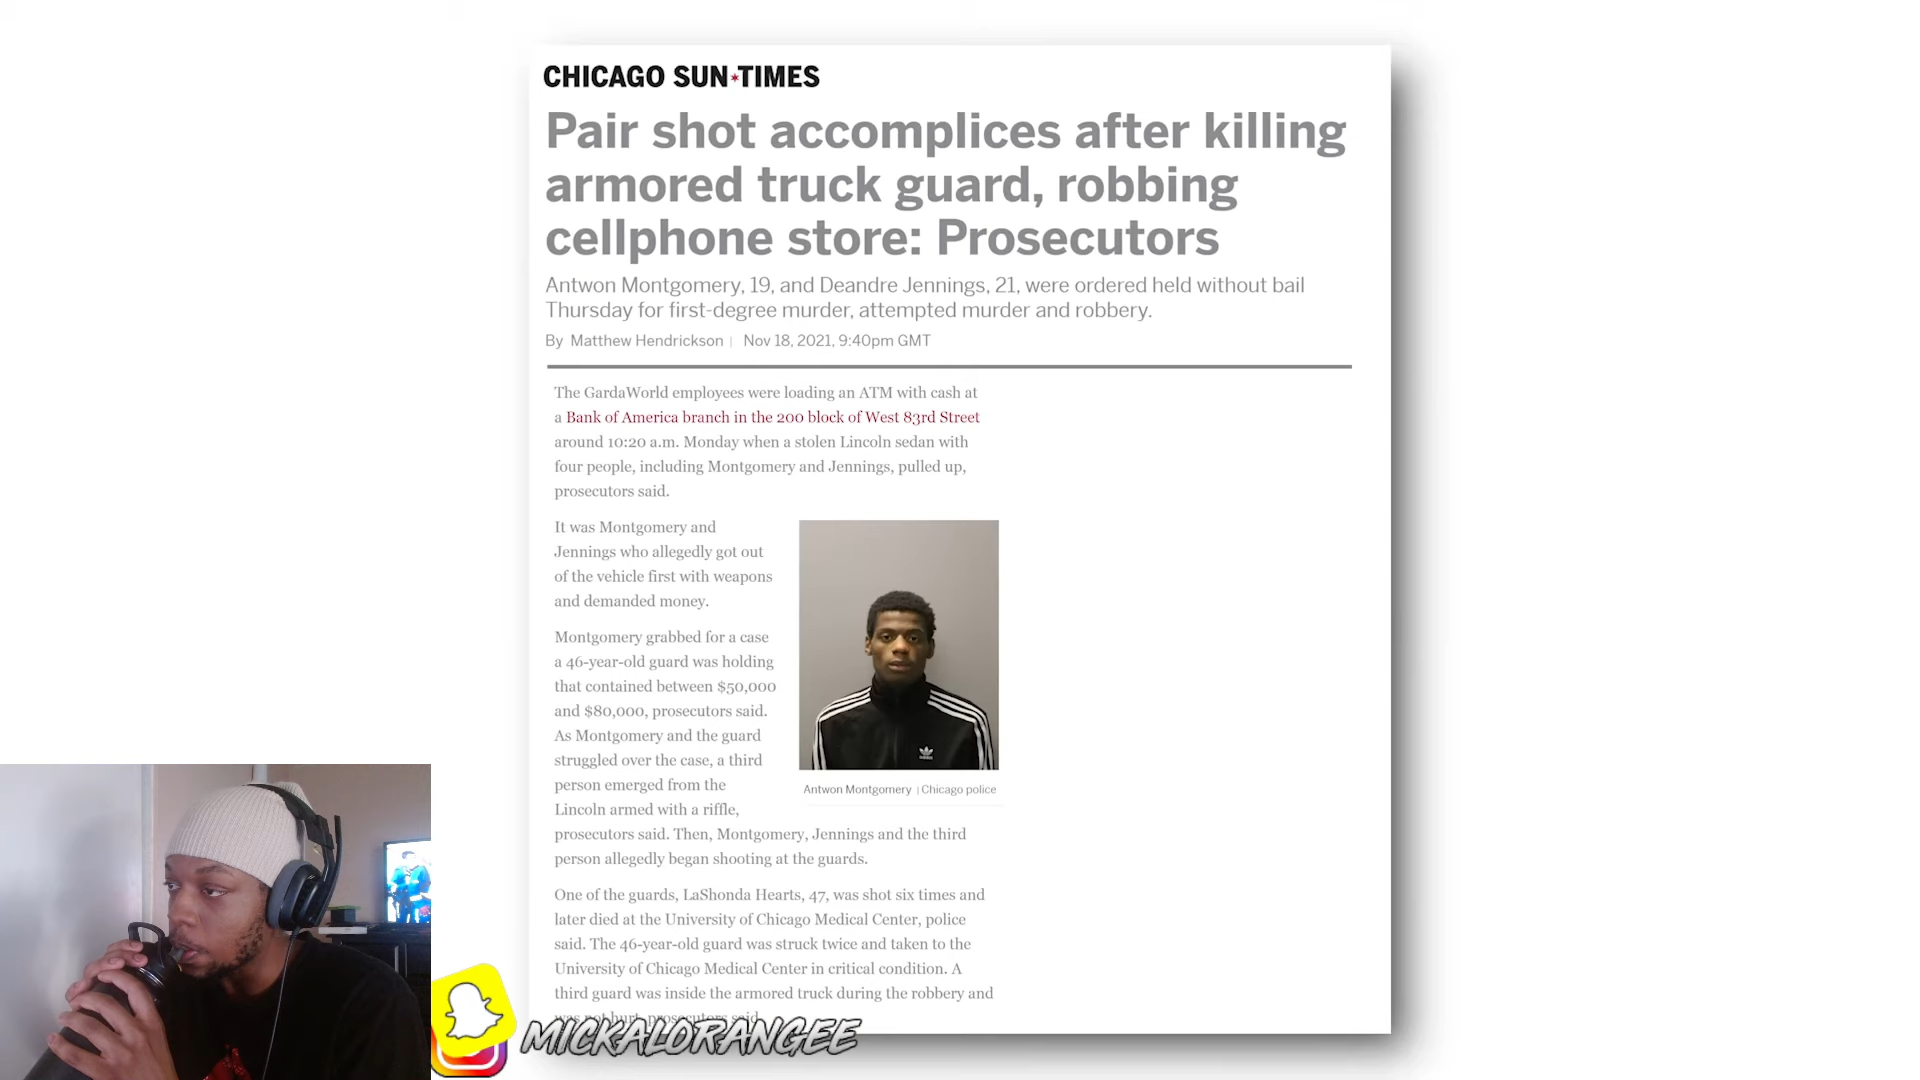 CHICAGO SUN★TIMES
Pair shot accomplices after killing
armored truck guard, robbing
cellphone store: Prosecutors
Antwon Montgomery, 19, and Deandre Jennings, 21, were ordered held without bail
Thursday for first-degree murder, attempted murder and robbery.
By Matthew Hendrickson | Nov 18, 2021, 9:40pm GMT
The GardaWorld employees were loading an ATM with cash at
a Bank of America branch in the 200 block of West 83rd Street
around 10:20 a.m. Monday when a stolen Lincoln sedan with
four people, including Montgomery and Jennings, pulled up,
prosecutors said.
It was Montgomery and
Jennings who allegedly got out
of the vehicle first with weapons
and demanded money.
Montgomery grabbed for a case
a 46-year-old guard was holding
that contained between $50,000
and $80,000, prosecutors said.
As Montgomery and the guard
struggled over the case, a third
person emerged from the
Lincoln armed with a riffle,
prosecutors said. Then, Montgomery, Jennings and the third
person allegedly began shooting at the guards.
Antwon Montgomery | Chicago police
One of the guards, LaShonda Hearts, 47, was shot six times and
later died at the University of Chicago Medical Center, police
said. The 46-year-old guard was struck twice and taken to the
University of Chicago Medical Center in critical condition. A
third guard was inside the armored truck during the robbery and
was not hurt, prosecutors said
MICKALORANGEE